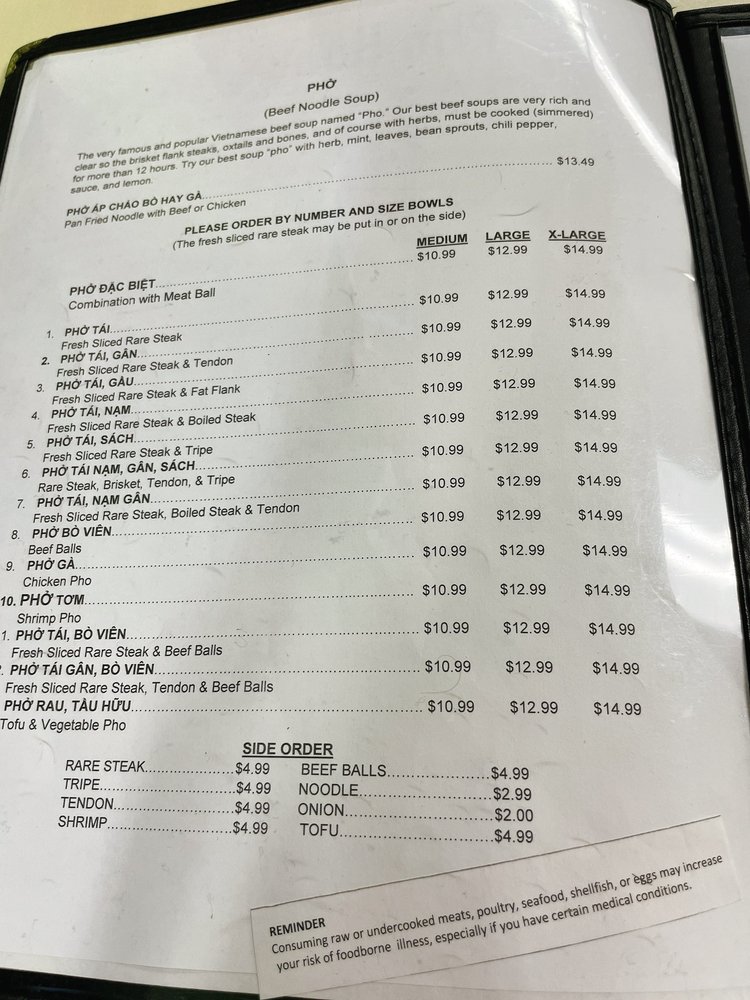 PHỞ
(Beef Noodle Soup)
The very famous and popular Vietnamese beef soup named "Pho." Our best beef soups are very rich and
clear so the brisket flank steaks, oxtails and bones, and of course with herbs, must be cooked (simmered)
for more than 12 hours. Try our best soup "pho" with herb, mint, leaves, bean sprouts, chili pepper,
sauce, and lemon.
PHỞ ÁP CHẢO BÒ HAY GÀ.......... $13.49
Pan Fried Noodle with Beef or Chicken
PLEASE ORDER BY NUMBER AND SIZE BOWLS
(The fresh sliced rare steak may be put in or on the side)
MEDIUM LARGE X-LARGE
PHỞ ĐẶC BIỆT.......... $10.99 $12.99 $14.99
Combination with Meat Ball
1. PHỞ TÁI.......... $10.99 $12.99 $14.99
Fresh Sliced Rare Steak
2. PHỞ TÁI, GÂN.......... $10.99 $12.99 $14.99
Fresh Sliced Rare Steak & Tendon
3. PHỞ TÁI, GẦU.......... $10.99 $12.99 $14.99
Fresh Sliced Rare Steak & Fat Flank
4. PHỞ TÁI, NẠM.......... $10.99 $12.99 $14.99
Fresh Sliced Rare Steak & Boiled Steak
5. PHỞ TÁI, SÁCH.......... $10.99 $12.99 $14.99
Fresh Sliced Rare Steak & Tripe
6. PHỞ TÁI NẠM, GÂN, SÁCH.......... $10.99 $12.99 $14.99
Rare Steak, Brisket, Tendon, & Tripe
7. PHỞ TÁI, NẠM GÂN.......... $10.99 $12.99 $14.99
Fresh Sliced Rare Steak, Boiled Steak & Tendon
8. PHỞ BÒ VIÊN.......... $10.99 $12.99 $14.99
Beef Balls
9. PHỞ GÀ.......... $10.99 $12.99 $14.99
Chicken Pho
10. PHỞ TƠM.......... $10.99 $12.99 $14.99
Shrimp Pho
1. PHỞ TÁI, BÒ VIÊN.......... $10.99 $12.99 $14.99
Fresh Sliced Rare Steak & Beef Balls
. PHỞ TÁI GÂN, BÒ VIÊN.......... $10.99 $12.99 $14.99
Fresh Sliced Rare Steak, Tendon & Beef Balls
PHỞ RAU, TÀU HỮU.......... $10.99 $12.99 $14.99
Tofu & Vegetable Pho
SIDE ORDER
RARE STEAK.......... $4.99 BEEF BALLS.......... $4.99
TRIPE.......... $4.99 NOODLE.......... $2.99
TENDON.......... $4.99 ONION.......... $2.00
SHRIMP.......... $4.99 TOFU.......... $4.99
REMINDER
Consuming raw or undercooked meats, poultry, seafood, shellfish, or eggs may increase
your risk of foodborne illness, especially if you have certain medical conditions.